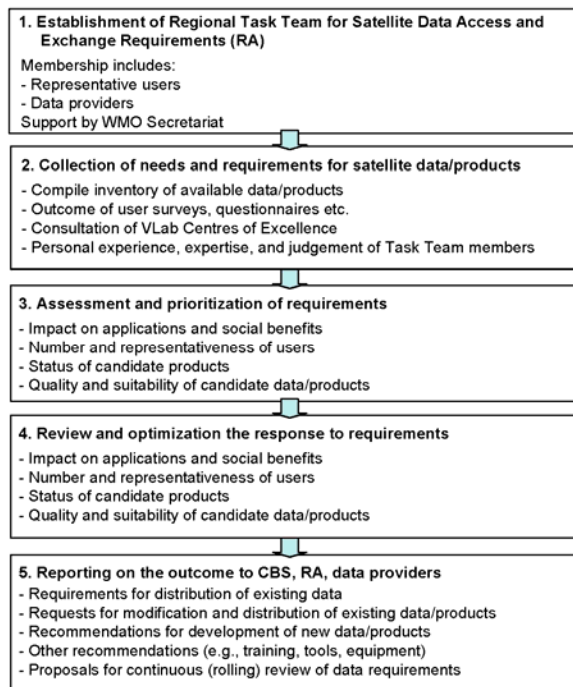 1. Establishment of Regional Task Team for Satellite Data Access and
Exchange Requirements (RA)
Membership includes:
- Representative users
- Data providers
Support by WMO Secretariat
2. Collection of needs and requirements for satellite data/products
- Compile inventory of available data/products
- Outcome of user surveys, questionnaires etc.
- Consultation of VLab Centres of Excellence
- Personal experience, expertise, and judgement of Task Team members
3. Assessment and prioritization of requirements
- Impact on applications and social benefits
- Number and representativeness of users
- Status of candidate products
- Quality and suitability of candidate data/products
4. Review and optimization the response to requirements
- Impact on applications and social benefits
- Number and representativeness of users
- Status of candidate products
- Quality and suitability of candidate data/products
5. Reporting on the outcome to CBS, RA, data providers
- Requirements for distribution of existing data
- Requests for modification and distribution of existing data/products
- Recommendations for development of new data/products
- Other recommendations (e.g., training, tools, equipment)
- Proposals for continuous (rolling) review of data requirements